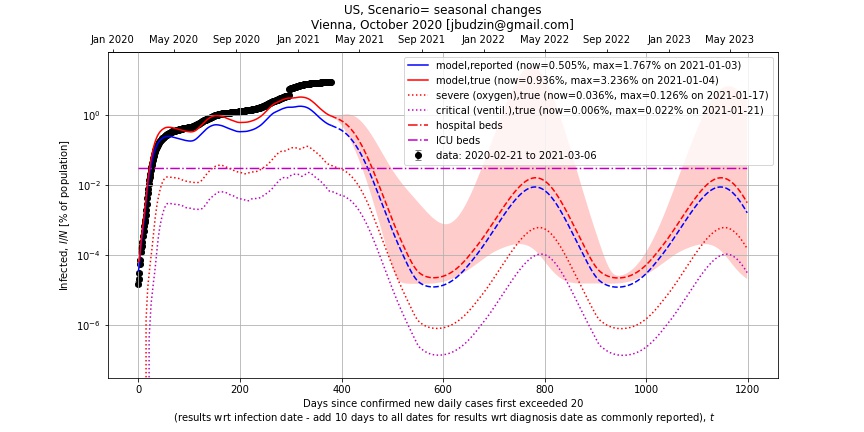 US, Scenario= seasonal changes
Vienna, October 2020 [jbudzin@gmail.com]
Jan 2020 May 2020 Sep 2020 Jan 2021 May 2021 Sep 2021 Jan 2022 May 2022 Sep 2022 Jan 2023 May 2023
model,reported (now=0.505%, max=1.767% on 2021-01-03)
model,true (now=0.936%, max=3.236% on 2021-01-04)
severe (oxygen),true (now=0.036%, max=0.126% on 2021-01-17)
critical (ventil.),true (now=0.006%, max=0.022% on 2021-01-21)
hospital beds
ICU beds
data: 2020-02-21 to 2021-03-06
Infected, I/N [% of population]
10⁰
10⁻²
10⁻⁴
10⁻⁶
0 200 400 600 800 1000 1200
Days since confirmed new daily cases first exceeded 20
(results wrt infection date - add 10 days to all dates for results wrt diagnosis date as commonly reported), t